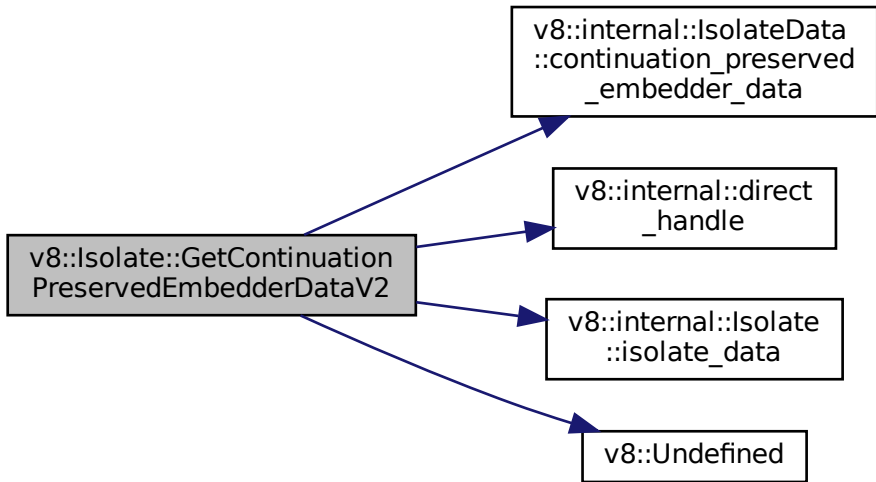 v8::internal::IsolateData
::continuation_preserved
_embedder_data
v8::internal::direct
_handle
v8::Isolate::GetContinuation
PreservedEmbedderDataV2
v8::internal::Isolate
::isolate_data
v8::Undefined